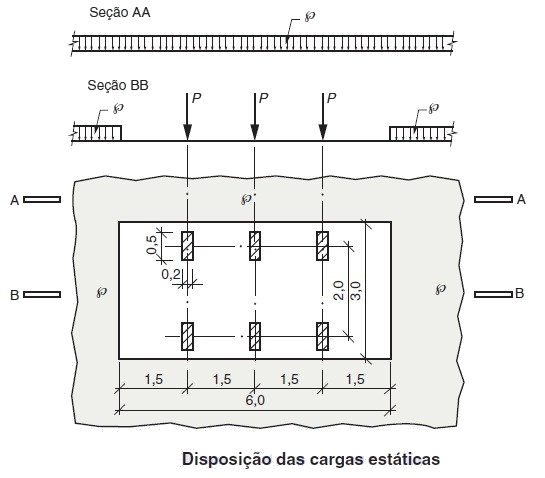 Seção AA
℘
Seção BB
℘
P
P
P
℘
A
℘
A
0,5
0,2
B
℘
2,0
3,0
℘
B
1,5
1,5
1,5
1,5
6,0
Disposição das cargas estáticas